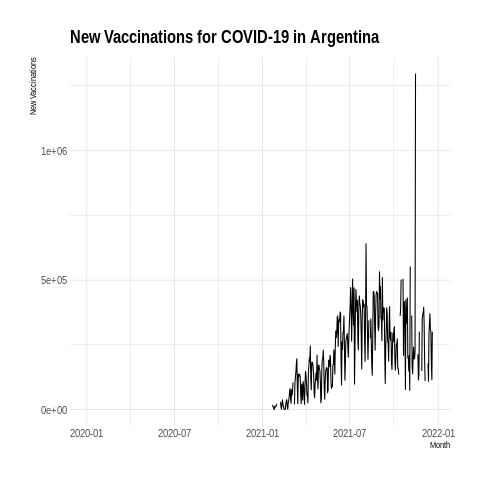 New Vaccinations for COVID-19 in Argentina
New Vaccinations
1e+06
5e+05
0e+00
2020-01 2020-07 2021-01 2021-07 2022-01
Month